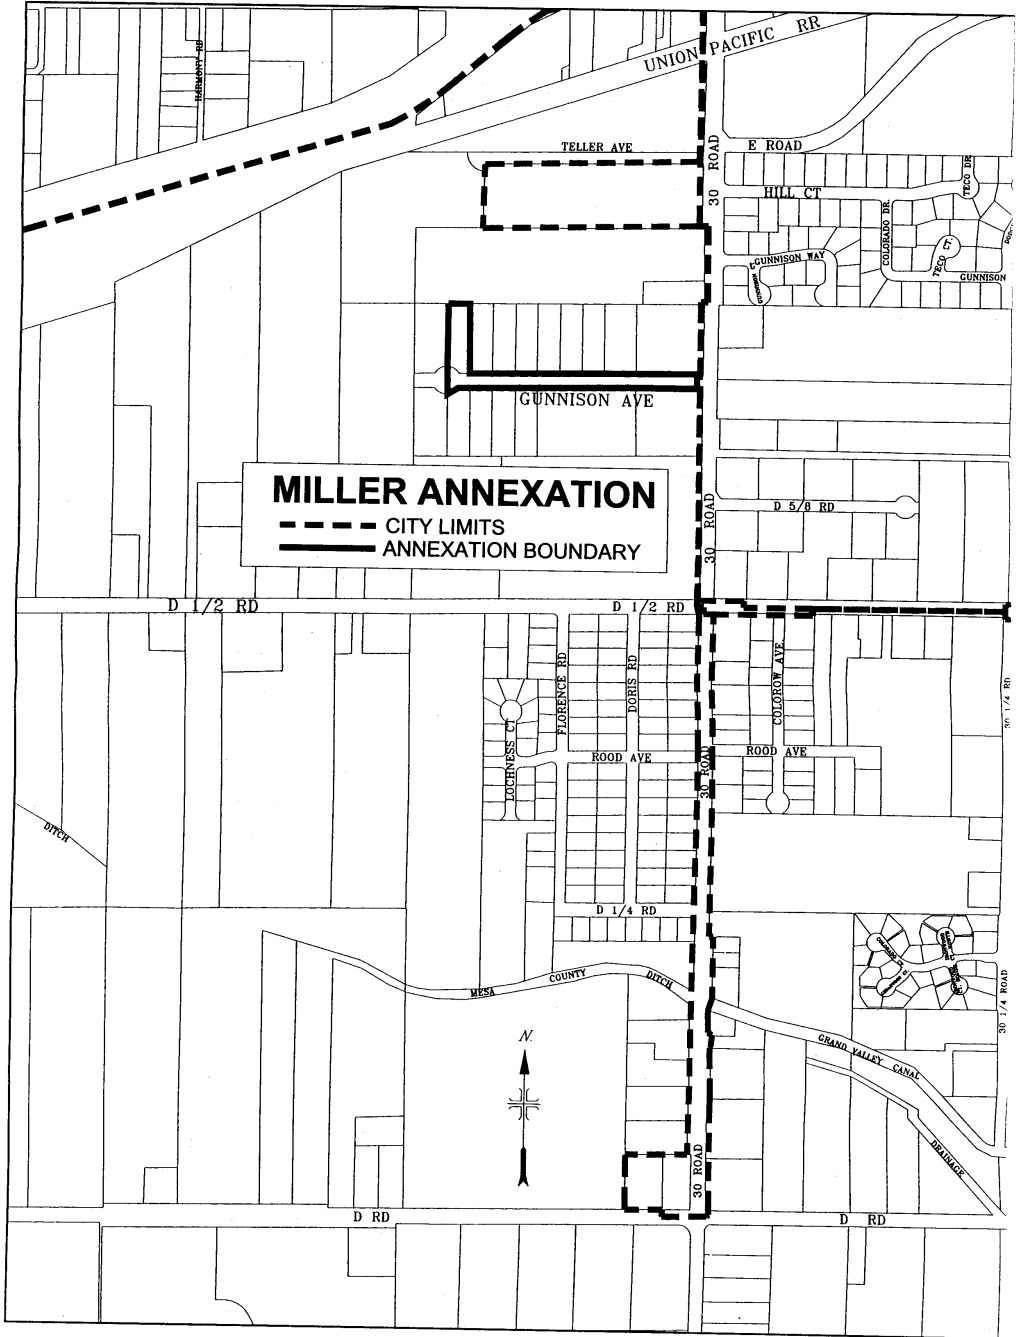 HARMONY RD
UNION PACIFIC RR
TELLER AVE
30 ROAD
E ROAD
HILL CT
TECO DR
COLORADO DR.
TECO CT.
GUNNISON WAY
GUNNISON
GUNNISON AVE
MILLER ANNEXATION
CITY LIMITS
ANNEXATION BOUNDARY
30 ROAD
D 5/8 RD
D 1/2 RD
D 1/2 RD
FLORENCE RD
DORIS RD
COLOROW AVE
30 1/4 RD
LOCHNESS CT
ROOD AVE
30 ROAD
ROOD AVE
DITCH
D 1/4 RD
MESA COUNTY DITCH
30 1/4 ROAD
GRAND VALLEY CANAL
N.
DRAINAGE
30 ROAD
D RD
D RD